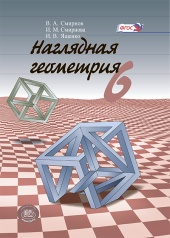 В. А. Смирнов
И. М. Смирнова
И. В. Ященко
ФГОС
Наглядная
геометрия
6